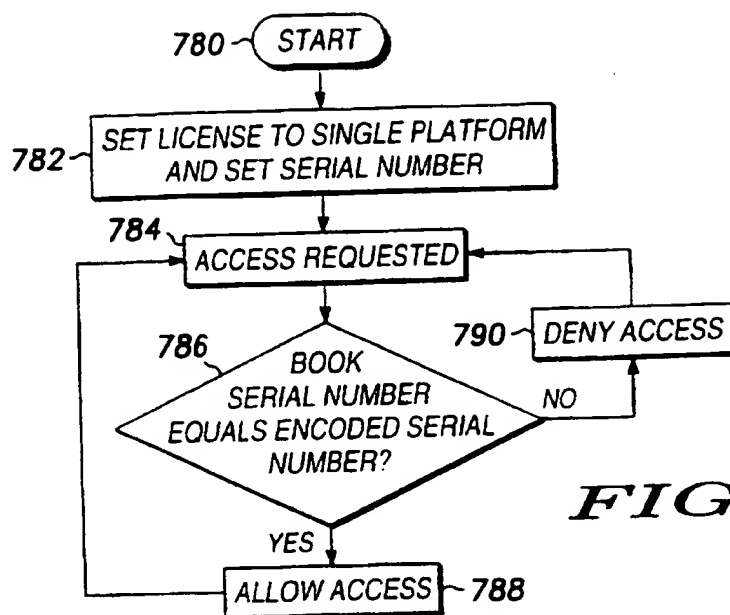 780
START
782
SET LICENSE TO SINGLE PLATFORM
AND SET SERIAL NUMBER
784
ACCESS REQUESTED
786
BOOK
SERIAL NUMBER
EQUALS ENCODED SERIAL
NUMBER?
790
DENY ACCESS
NO
YES
ALLOW ACCESS
788
FIG